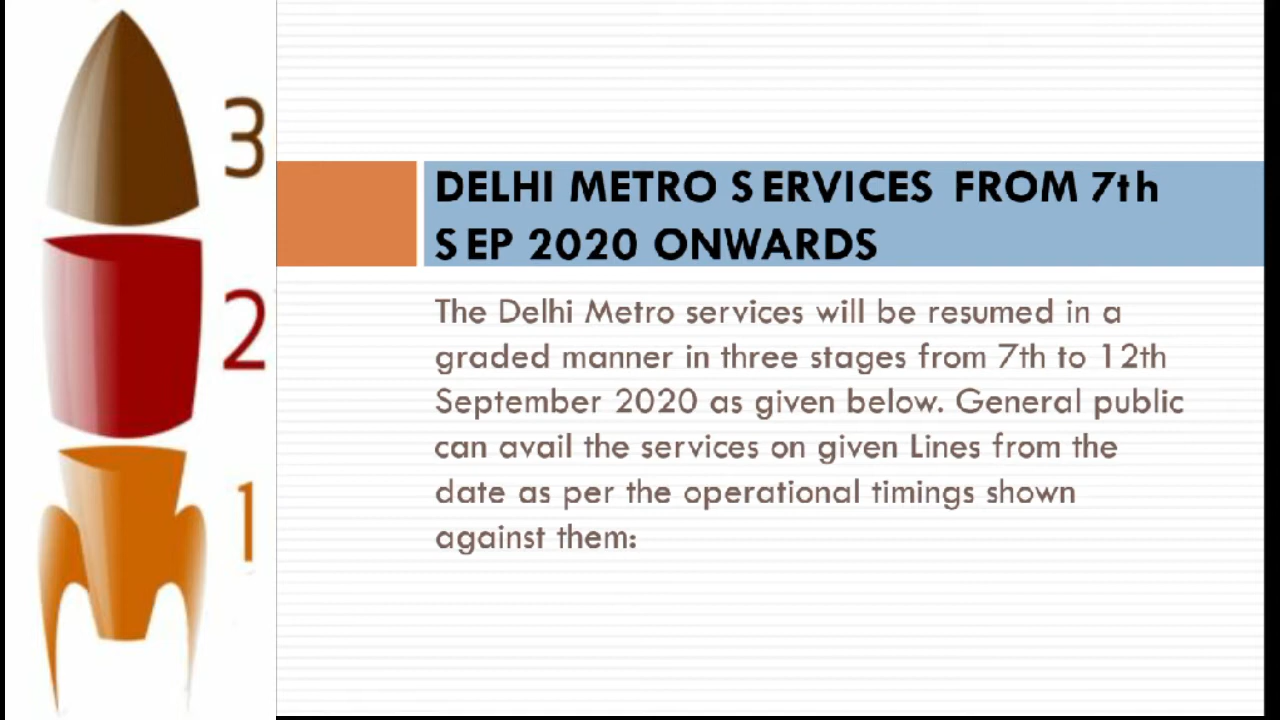 3
2
1
DELHI METRO SERVICES FROM 7th
SEP 2020 ONWARDS
The Delhi Metro services will be resumed in a
graded manner in three stages from 7th to 12th
September 2020 as given below. General public
can avail the services on given Lines from the
date as per the operational timings shown
against them: